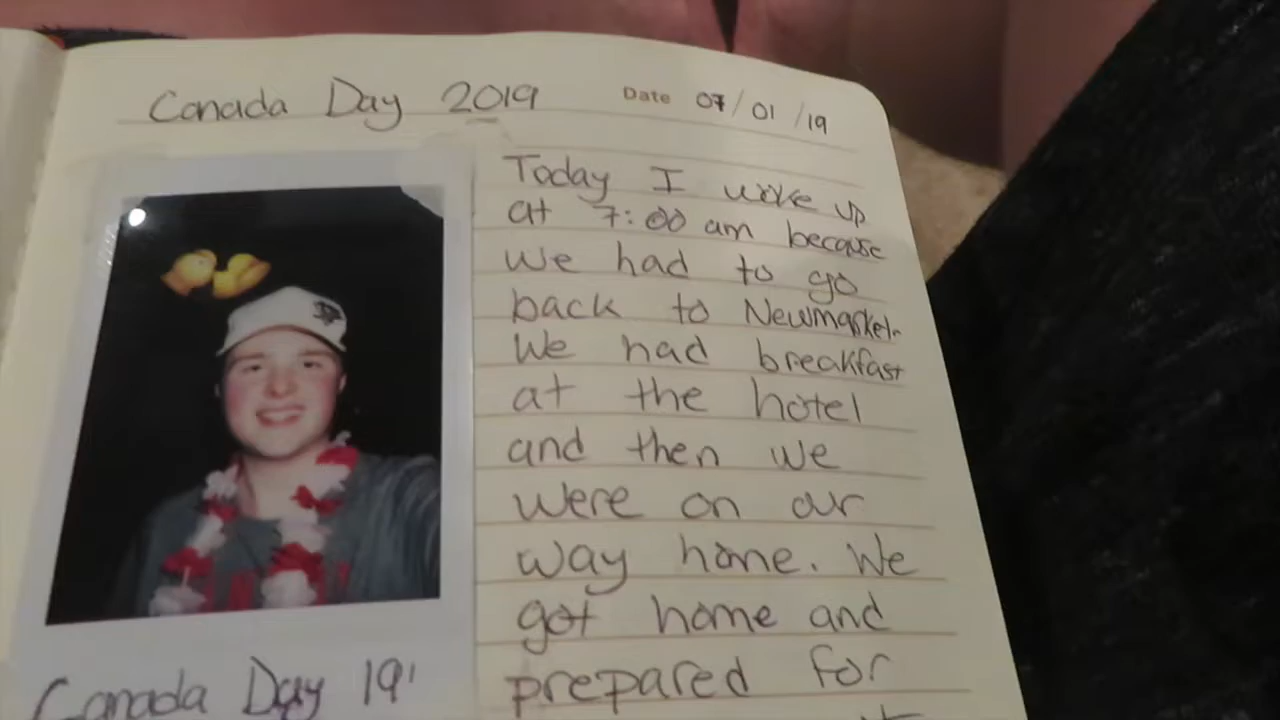 Canada Day 2019
Date 07/01/19
Today I woke up
at 7:00 am because
we had to go
back to Newmarket.
We had breakfast
at the hotel
and then we
were on our
way home. We
got home and
prepared for
Canada Day 19'